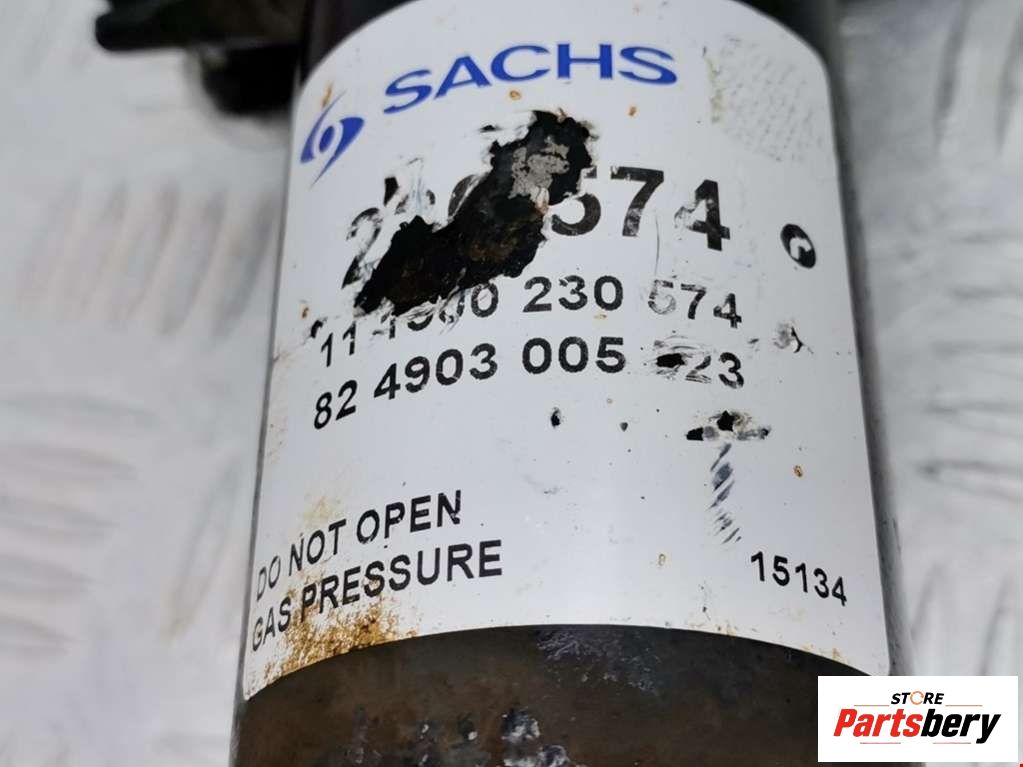 SACHS
574
230 574
82 4903 005
DO NOT OPEN
GAS PRESSURE
15134
STORE
Partsbery